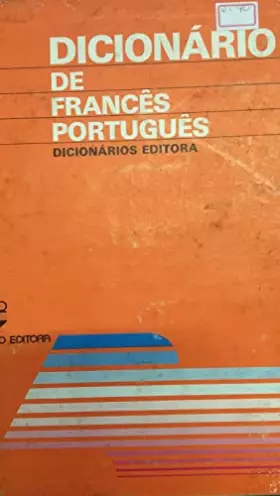 DICIONÁRIO
DE
FRANCÊS
PORTUGUÊS
DICIONÁRIOS EDITORA
EDITORA